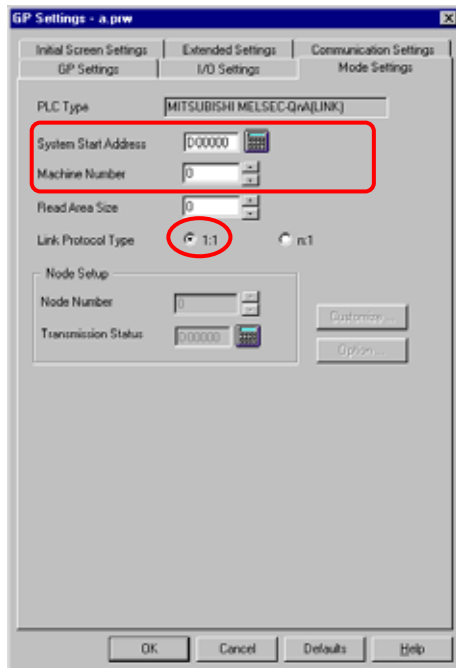 GP Settings - a.prw
Initial Screen Settings Extended Settings Communication Settings
GP Settings I/O Settings Mode Settings
PLC Type MITSUBISHI MELSEC-QnA(LINK)
System Start Address D00000
Machine Number 0
Read Area Size 0
Link Protocol Type 1:1 n:1
Node Setup
Node Number 0
Transmission Status D00000
Customize ...
Option ...
OK Cancel Defaults Help